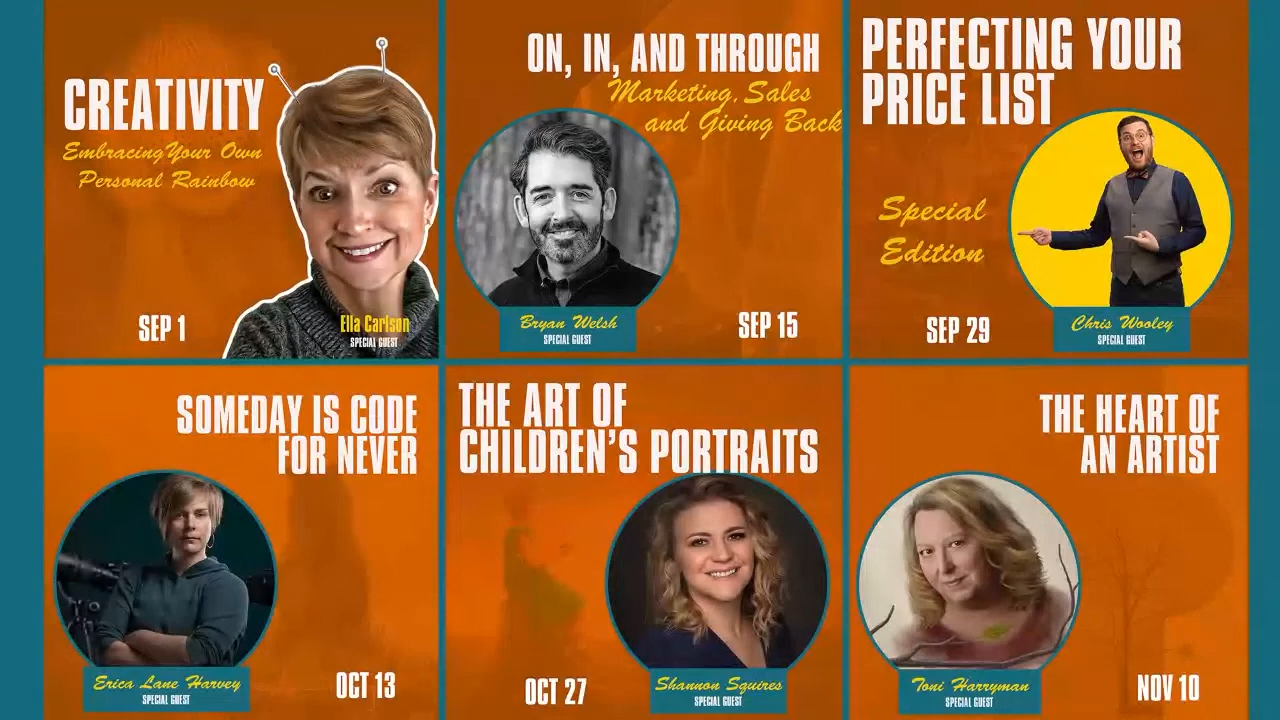 CREATIVITY
Embracing Your Own
Personal Rainbow
SEP 1
Ella Carlson
SPECIAL GUEST
ON, IN, AND THROUGH
Marketing, Sales
and Giving Back
Bryan Welsh
SPECIAL GUEST
SEP 15
PERFECTING YOUR
PRICE LIST
Special
Edition
SEP 29
Chris Wooley
SPECIAL GUEST
SOMEDAY IS CODE
FOR NEVER
Erica Lane Harvey
SPECIAL GUEST
OCT 13
THE ART OF
CHILDREN'S PORTRAITS
OCT 27
Shannon Squires
SPECIAL GUEST
THE HEART OF
AN ARTIST
Toni Harryman
SPECIAL GUEST
NOV 10